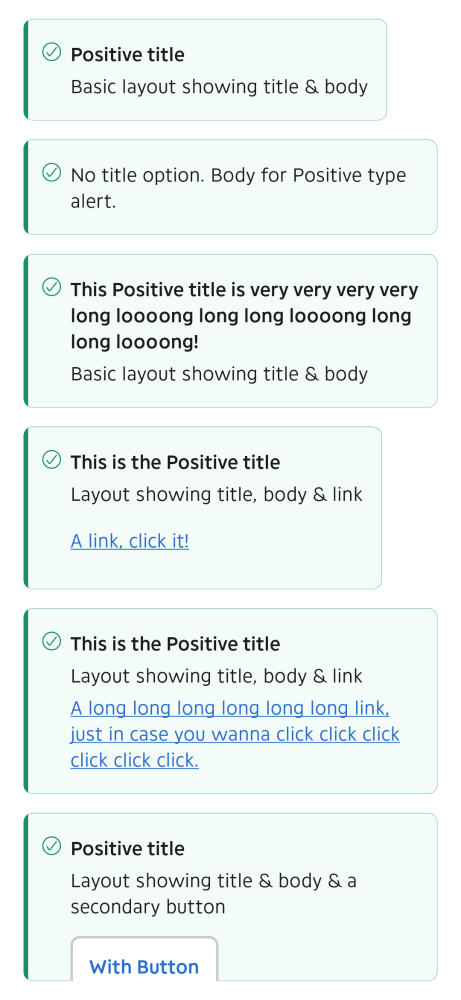 Positive title
Basic layout showing title & body
No title option. Body for Positive type
alert.
This Positive title is very very very very
long loooong long long loooong long
long loooong!
Basic layout showing title & body
This is the Positive title
Layout showing title, body & link
A link, click it!
This is the Positive title
Layout showing title, body & link
A long long long long long long link,
just in case you wanna click click click
click click click.
Positive title
Layout showing title & body & a
secondary button
With Button